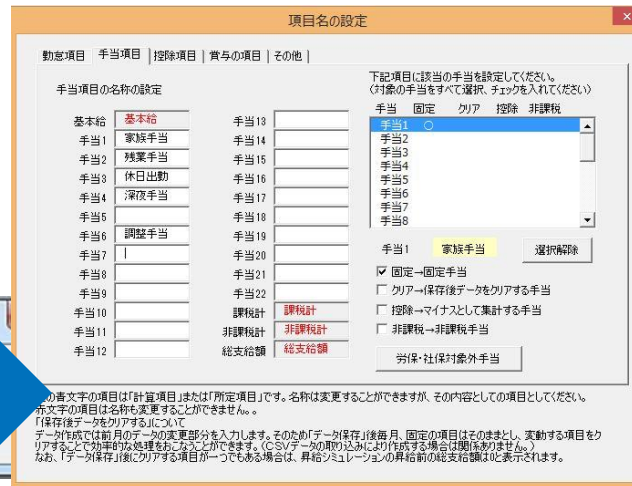 項目名の設定
×
勤怠項目 手当項目 控除項目 賞与の項目 その他
手当項目の名称の設定
下記項目に該当の手当を設定してください。
(対象の手当をすべて選択、チェックを入れてください)
基本給 基本給
手当1 家族手当
手当2 残業手当
手当3 休日出勤
手当4 深夜手当
手当5
手当6 調整手当
手当7
手当8
手当9
手当10
手当11
手当12
手当13
手当14
手当15
手当16
手当17
手当18
手当19
手当20
手当21
手当22
課税計 課税計
非課税計 非課税計
総支給額 総支給額
手当 固定 クリア 控除 非課税
手当1 ○
手当2
手当3
手当4
手当5
手当6
手当7
手当8
手当1 家族手当 選択解除
固定→固定手当
クリア→保存後データをクリアする手当
控除→マイナスとして集計する手当
非課税→非課税手当
労保・社保対象外手当
の青文字の項目は「計算項目」または「所定項目」です。名称は変更することができますが、その内容としての項目としてください。
赤文字の項目は名称も変更することができません。。
「保存後データをクリアする」について
データ作成では前月のデータの変更部分を入力します。そのため「データ保存」後毎月、固定の項目はそのままとし、変動する項目をク
リアすることで効率的な処理をおこなうことができます。(CSVデータの取り込みにより作成する場合は関係ありません。)
なお、「データ保存」後にクリアする項目が一つでもある場合は、昇給シミュレーションの昇給前の総支給額は0と表示されます。